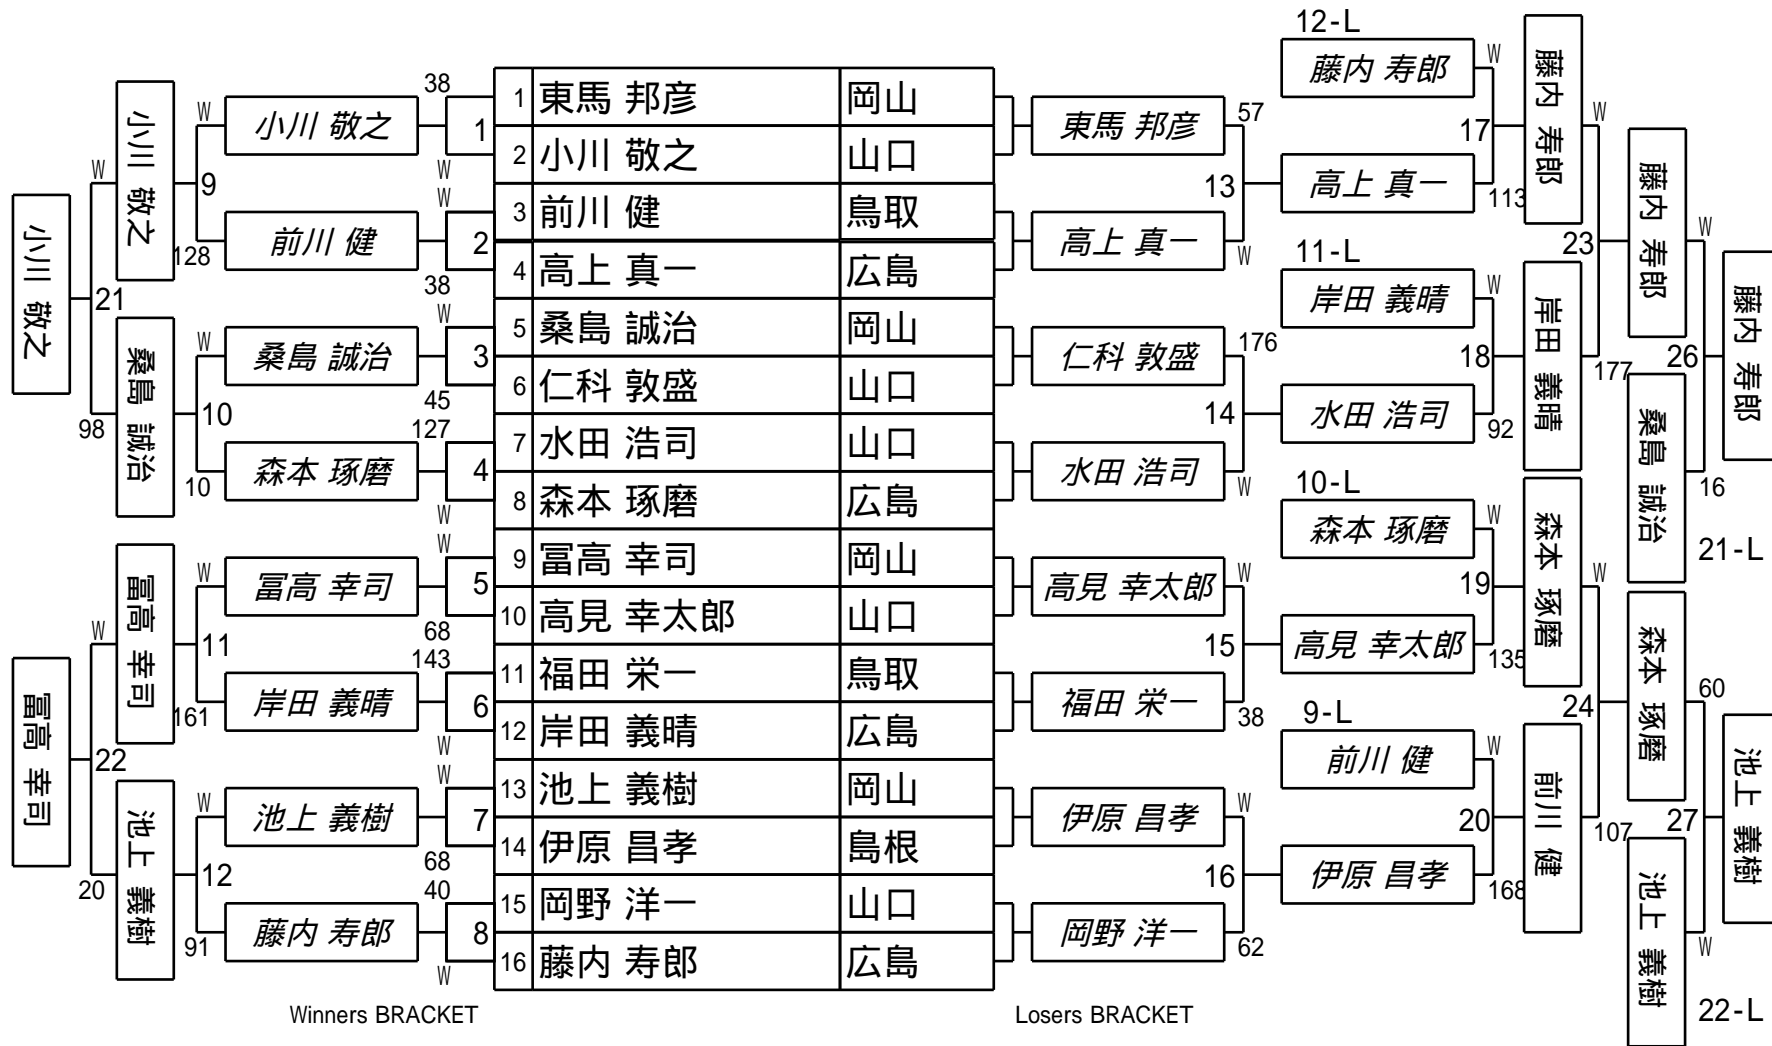 12-L
藤内 寿郎
W
藤内 寿郎
38
1 東馬 邦彦 岡山
小川 敬之
W
小川 敬之
1
東馬 邦彦
57
17
W
2 小川 敬之 山口
W
W
9
W
13
高上 真一
113
藤内 寿郎
3 前川 健 鳥取
小川 敬之
前川 健
128
2
高上 真一
W
11-L
23
W
藤内 寿郎
4 高上 真一 広島
38
21
岸田 義晴
W
岸田 義晴
W
5 桑島 誠治 岡山
桑島 誠治
W
桑島 誠治
3
仁科 敦盛
176
18
177
26
6 仁科 敦盛 山口
45
98
10
127
14
水田 浩司
92
桑島 誠治
7 水田 浩司 山口
10
森本 琢磨
4
水田 浩司
W
10-L
16
8 森本 琢磨 広島
W
森本 琢磨
W
森本 琢磨
21-L
W
9 冨高 幸司 岡山
冨高 幸司
W
冨高 幸司
5
高見 幸太郎
W
19
W
10 高見 幸太郎 山口
68
W
11
143
15
高見 幸太郎
135
森本 琢磨
11 福田 栄一 鳥取
冨高 幸司
161
岸田 義晴
6
福田 栄一
38
9-L
24
60
池上 義樹
12 岸田 義晴 広島
W
22
前川 健
W
前川 健
W
13 池上 義樹 岡山
池上 義樹
W
池上 義樹
7
伊原 昌孝
W
20
107
27
14 伊原 昌孝 島根
68
20
12
40
16
伊原 昌孝
168
池上 義樹
15 岡野 洋一 山口
91
藤内 寿郎
8
岡野 洋一
62
W
16 藤内 寿郎 広島
W
22-L
Winners BRACKET
Losers BRACKET